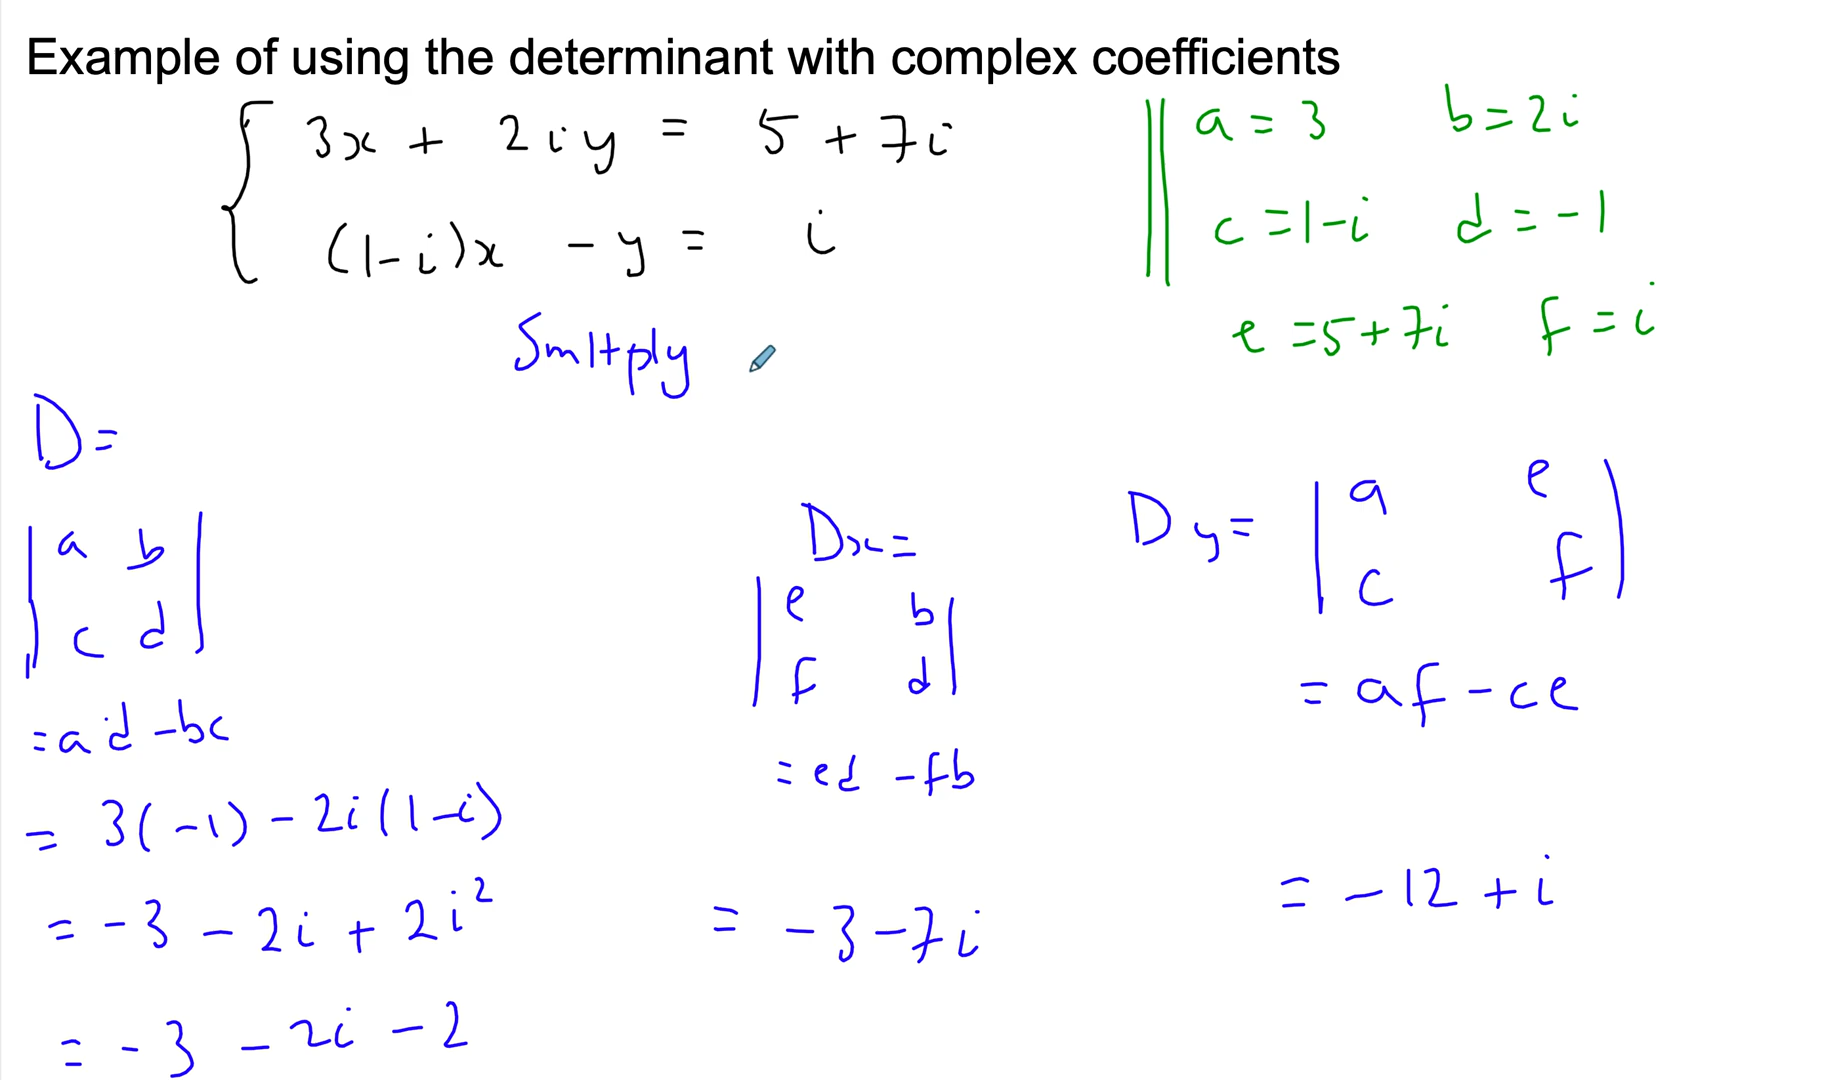 Example of using the determinant with complex coefficients
3x + 2iy = 5 + 7i
(1-i)x - y = i
a = 3 b = 2i
c = 1-i d = -1
e = 5+7i f = i
Smltply
D =
| a b |
| c d |
= ad - bc
= 3(-1) - 2i(1-i)
= -3 - 2i + 2i²
= -3 - 2i - 2
Dx =
| e b |
| f d |
= ed - fb
= -3-7i
Dy = | a e |
| c f |
= af - ce
= -12 + i